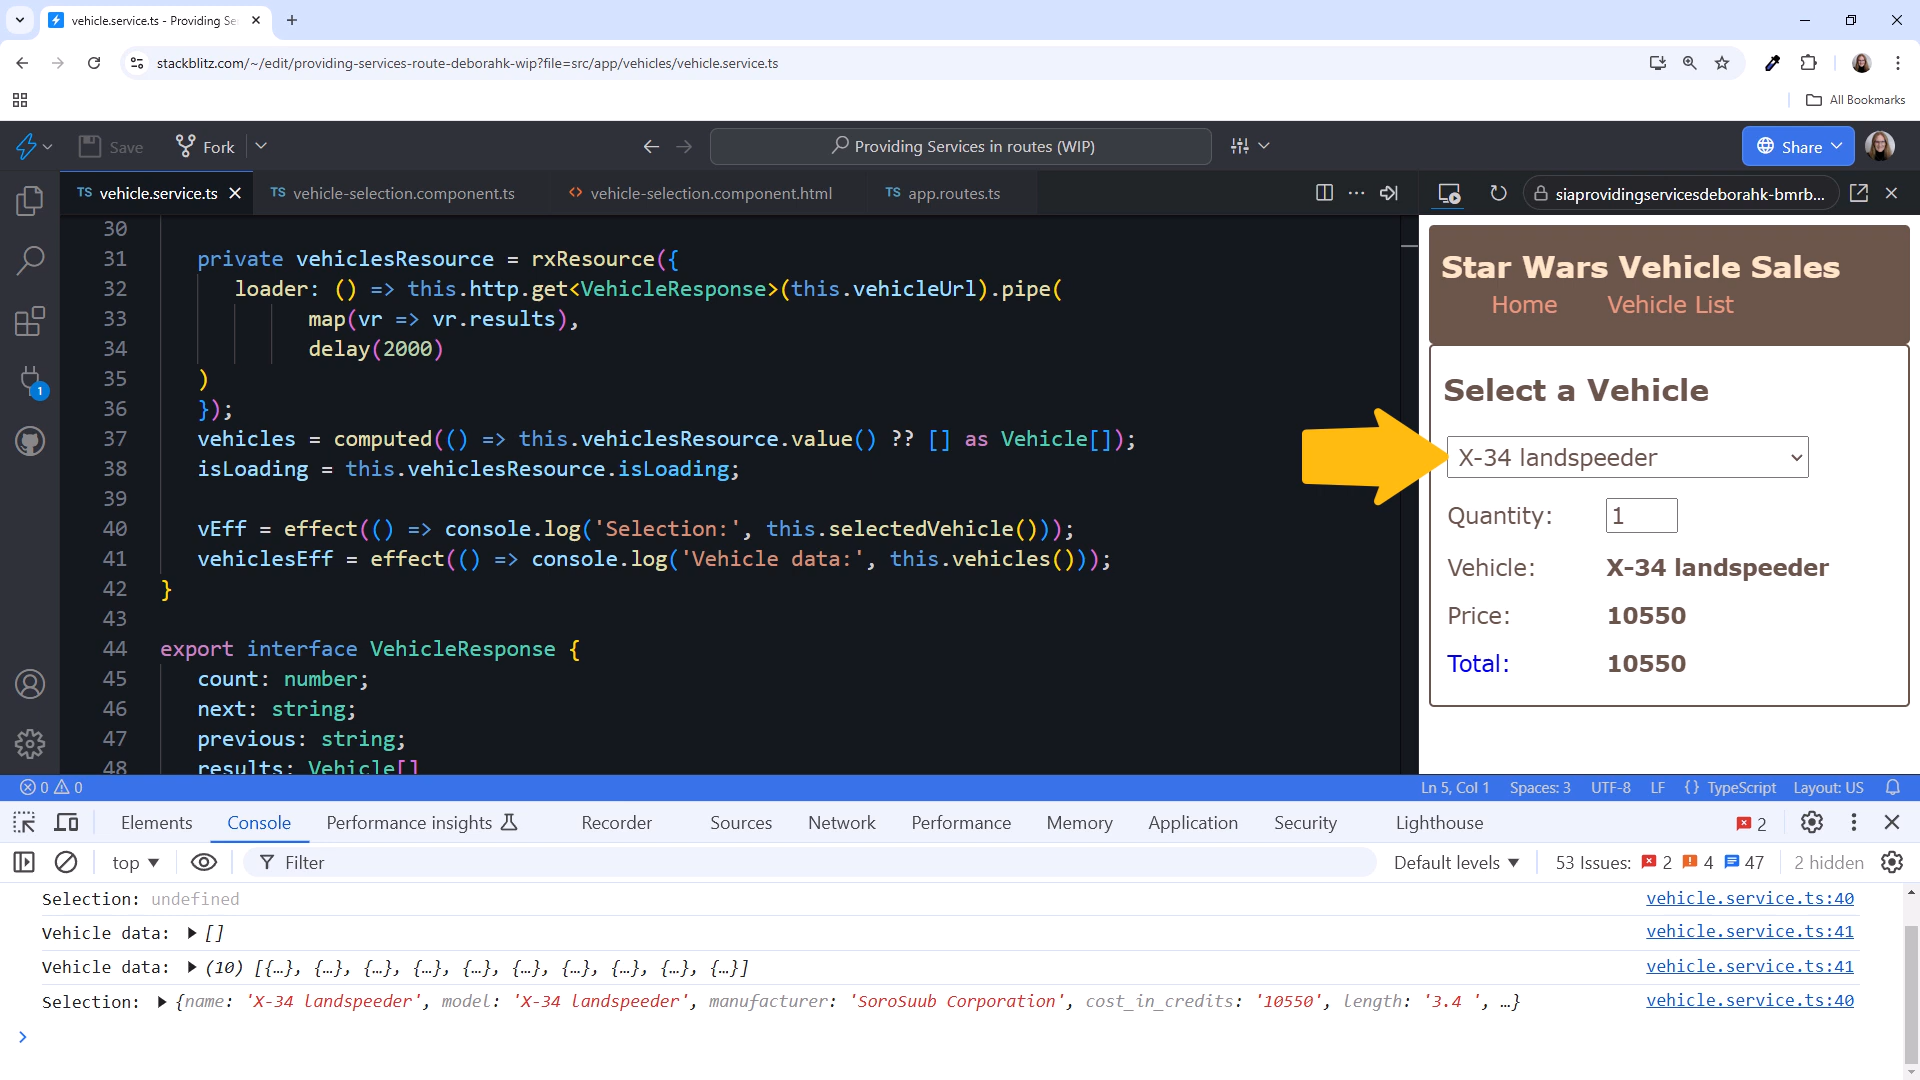 vehicle.service.ts - Providing Se
stackblitz.com/~/edit/providing-services-route-deborahk-wip?file=src/app/vehicles/vehicle.service.ts
All Bookmarks
Save
Fork
Providing Services in routes (WIP)
Share
TS vehicle.service.ts
TS vehicle-selection.component.ts
<> vehicle-selection.component.html
TS app.routes.ts
siaprovidingservicesdeborahk-bmrb...
30
31 private vehiclesResource = rxResource({
32 loader: () => this.http.get<VehicleResponse>(this.vehicleUrl).pipe(
33 map(vr => vr.results),
34 delay(2000)
35 )
36 });
37 vehicles = computed(() => this.vehiclesResource.value() ?? [] as Vehicle[]);
38 isLoading = this.vehiclesResource.isLoading;
39
40 vEff = effect(() => console.log('Selection:', this.selectedVehicle()));
41 vehiclesEff = effect(() => console.log('Vehicle data:', this.vehicles()));
42 }
43
44 export interface VehicleResponse {
45 count: number;
46 next: string;
47 previous: string;
48 results: Vehicle[]
1
Star Wars Vehicle Sales
Home Vehicle List
Select a Vehicle
X-34 landspeeder
Quantity: 1
Vehicle: X-34 landspeeder
Price: 10550
Total: 10550
0 0
Ln 5, Col 1 Spaces: 3 UTF-8 LF {} TypeScript Layout: US
Elements Console Performance insights Recorder Sources Network Performance Memory Application Security Lighthouse 2
top Filter Default levels 53 Issues: 2 4 47 2 hidden
Selection: undefined vehicle.service.ts:40
Vehicle data: [] vehicle.service.ts:41
Vehicle data: (10) [{…}, {…}, {…}, {…}, {…}, {…}, {…}, {…}, {…}, {…}] vehicle.service.ts:41
Selection: {name: 'X-34 landspeeder', model: 'X-34 landspeeder', manufacturer: 'SoroSuub Corporation', cost_in_credits: '10550', length: '3.4 ', …} vehicle.service.ts:40